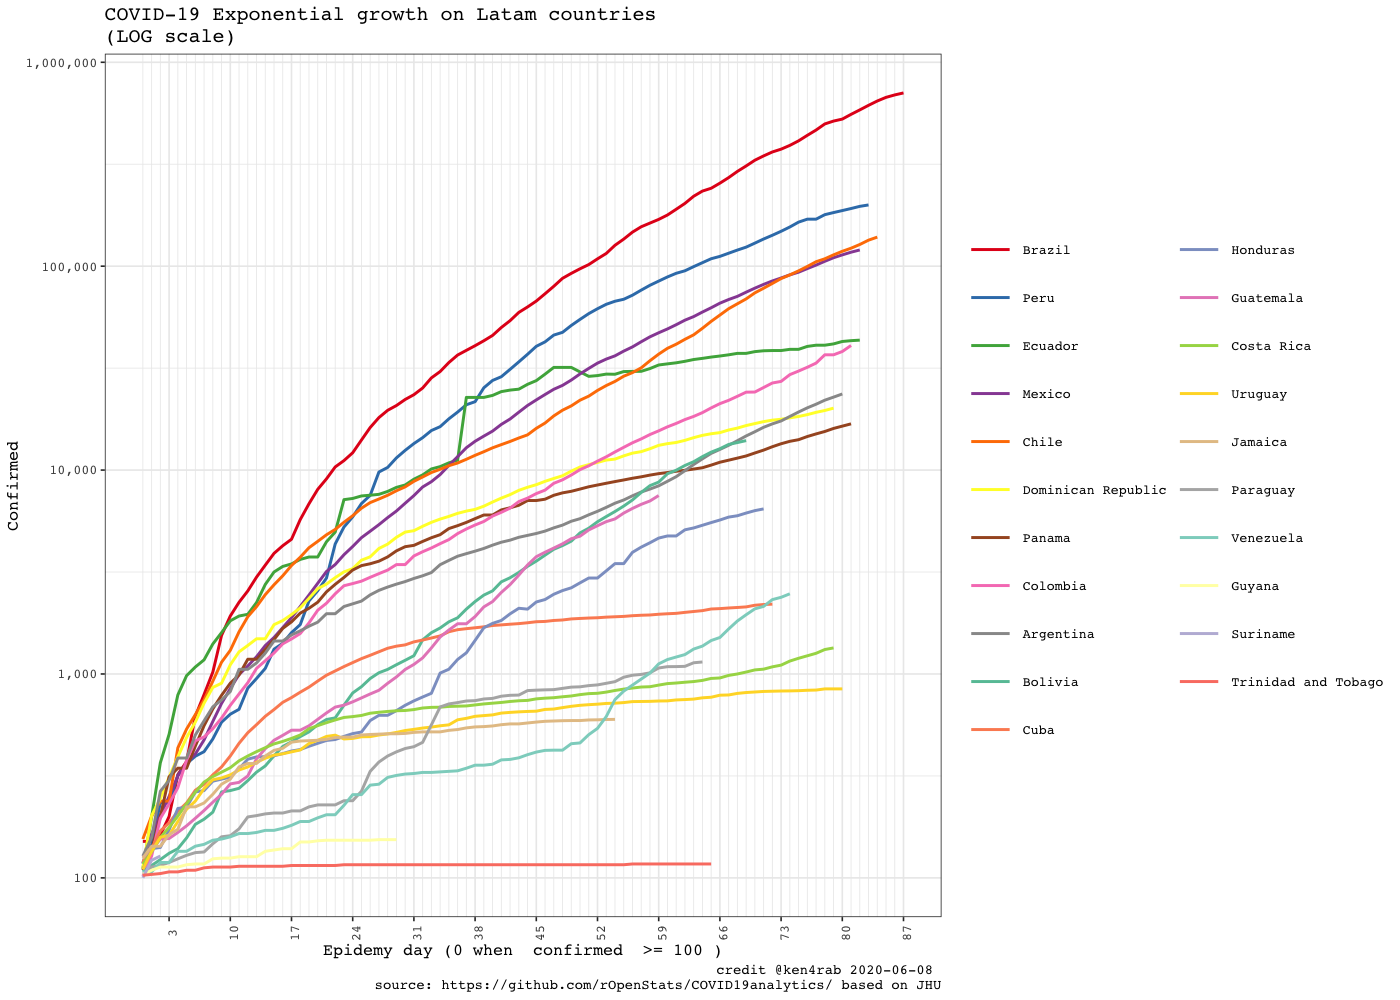 COVID-19 Exponential growth on Latam countries
(LOG scale)
1,000,000
100,000
10,000
1,000
100
Confirmed
3 10 17 24 31 38 45 52 59 66 73 80 87
Epidemy day (0 when confirmed >= 100 )
Brazil
Peru
Ecuador
Mexico
Chile
Dominican Republic
Panama
Colombia
Argentina
Bolivia
Cuba
Honduras
Guatemala
Costa Rica
Uruguay
Jamaica
Paraguay
Venezuela
Guyana
Suriname
Trinidad and Tobago
credit @ken4rab 2020-06-08
source: https://github.com/rOpenStats/COVID19analytics/ based on JHU